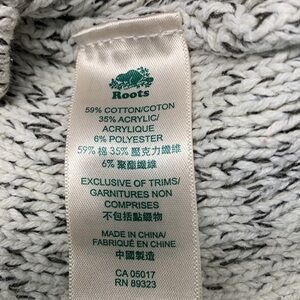 Roots
59% COTTON/COTON
35% ACRYLIC/
ACRYLIQUE
6% POLYESTER
59% 棉 35% 壓克力纖維
6% 聚酯纖維
EXCLUSIVE OF TRIMS/
GARNITURES NON
COMPRISES
不包括點綴物
MADE IN CHINA/
FABRIQUÉ EN CHINE
中國製造
CA 05017
RN 89323